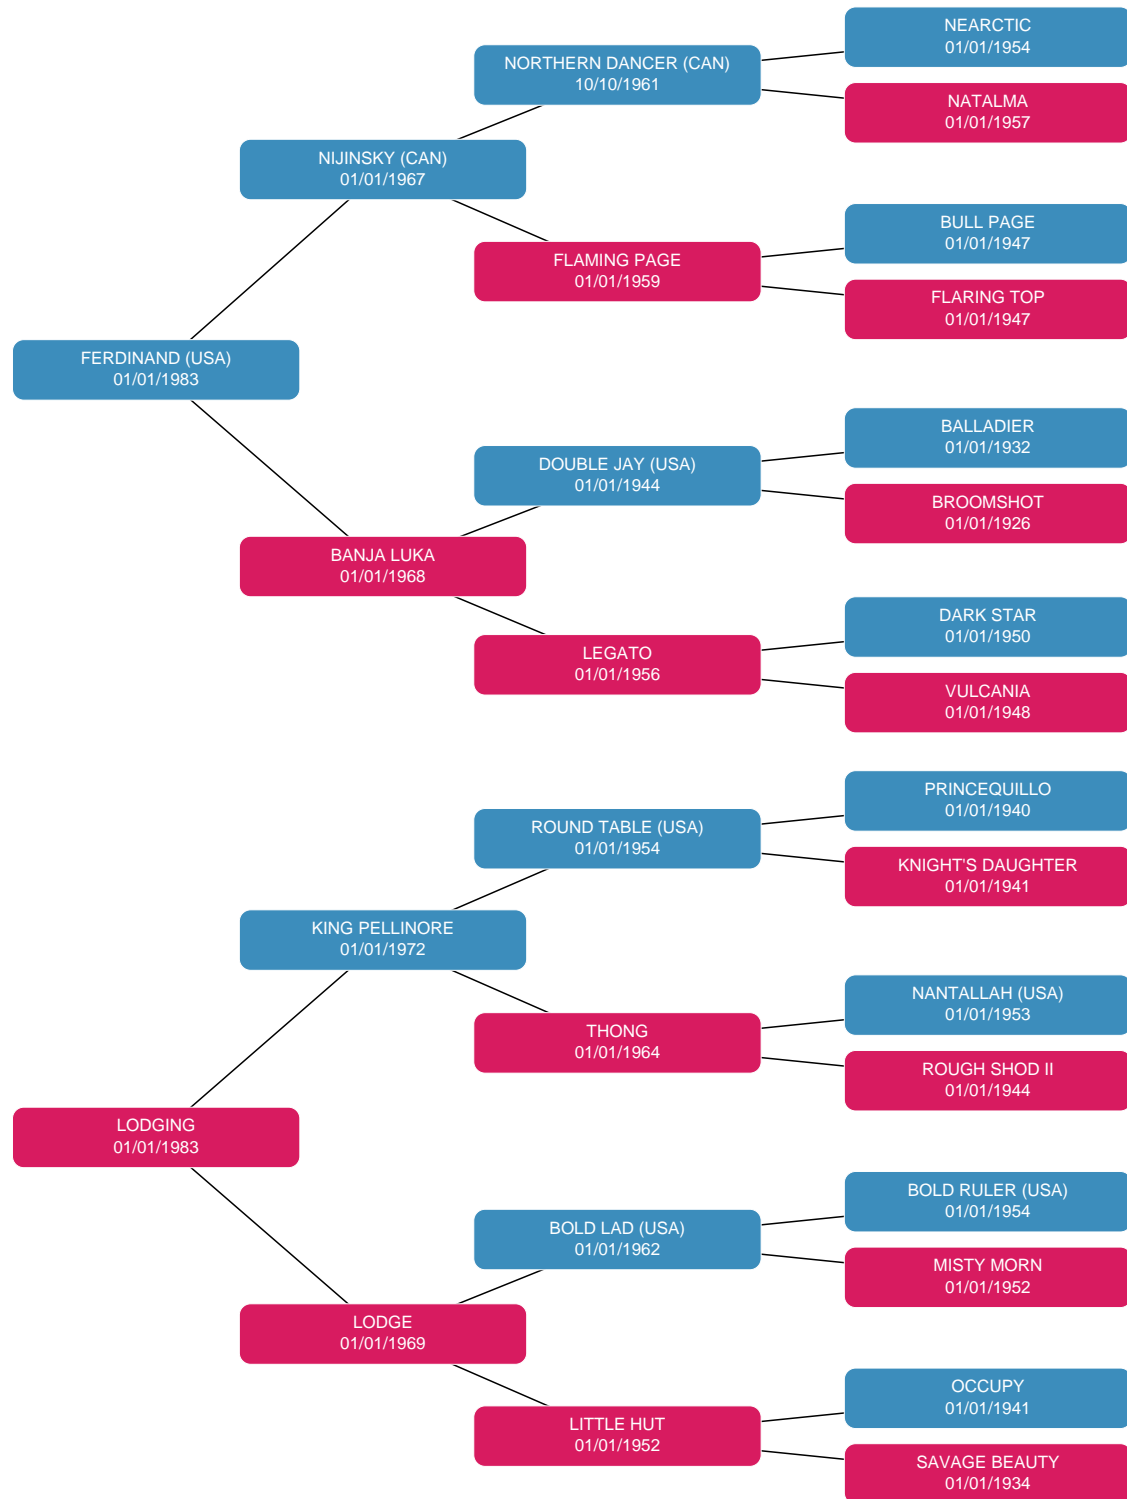 NEARCTIC
01/01/1954
NORTHERN DANCER (CAN)
10/10/1961
NATALMA
01/01/1957
NIJINSKY (CAN)
01/01/1967
BULL PAGE
01/01/1947
FLAMING PAGE
01/01/1959
FLARING TOP
01/01/1947
FERDINAND (USA)
01/01/1983
BALLADIER
01/01/1932
DOUBLE JAY (USA)
01/01/1944
BROOMSHOT
01/01/1926
BANJA LUKA
01/01/1968
DARK STAR
01/01/1950
LEGATO
01/01/1956
VULCANIA
01/01/1948
PRINCEQUILLO
01/01/1940
ROUND TABLE (USA)
01/01/1954
KNIGHT'S DAUGHTER
01/01/1941
KING PELLINORE
01/01/1972
NANTALLAH (USA)
01/01/1953
THONG
01/01/1964
ROUGH SHOD II
01/01/1944
LODGING
01/01/1983
BOLD RULER (USA)
01/01/1954
BOLD LAD (USA)
01/01/1962
MISTY MORN
01/01/1952
LODGE
01/01/1969
OCCUPY
01/01/1941
LITTLE HUT
01/01/1952
SAVAGE BEAUTY
01/01/1934